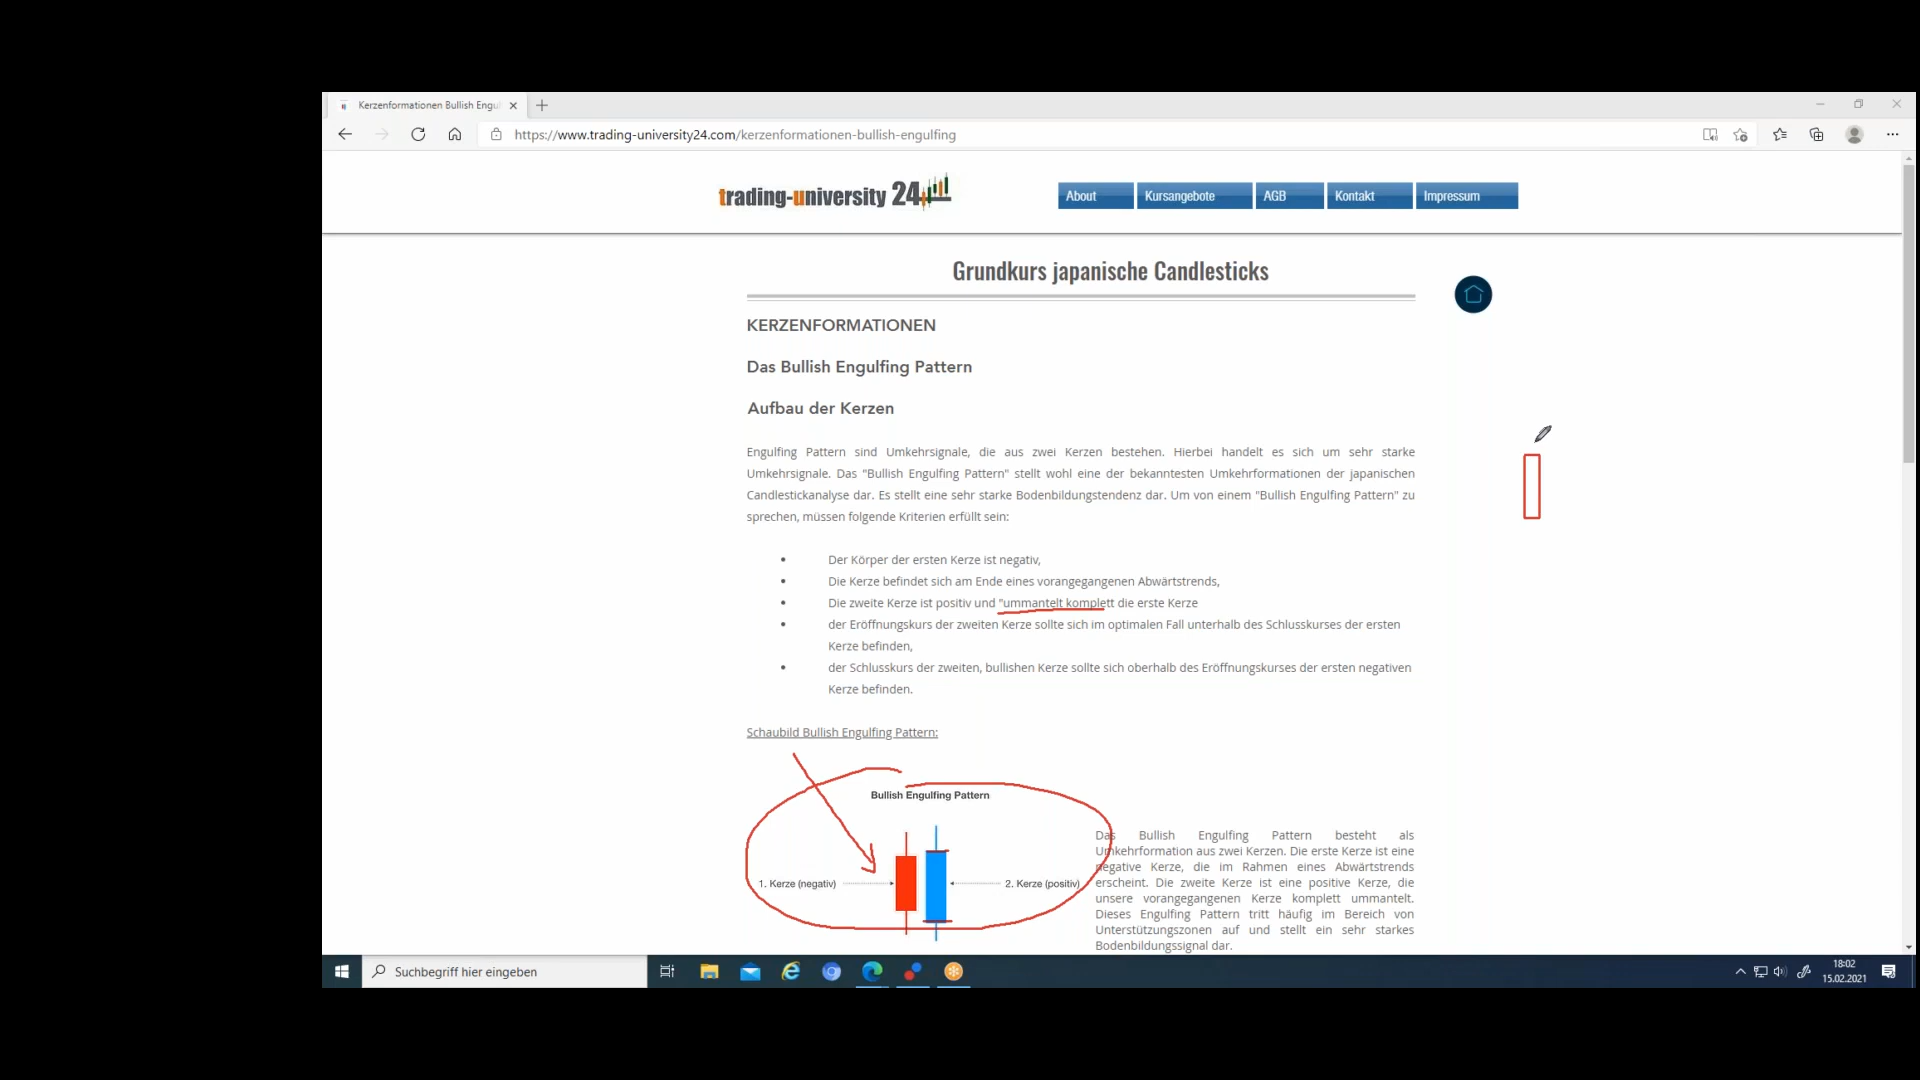 Kerzenformationen Bullish Engu
https://www.trading-university24.com/kerzenformationen-bullish-engulfing
trading-university 24
About Kursangebote AGB Kontakt Impressum
Grundkurs japanische Candlesticks
KERZENFORMATIONEN
Das Bullish Engulfing Pattern
Aufbau der Kerzen
Engulfing Pattern sind Umkehrsignale, die aus zwei Kerzen bestehen. Hierbei handelt es sich um sehr starke
Umkehrsignale. Das "Bullish Engulfing Pattern" stellt wohl eine der bekanntesten Umkehrformationen der japanischen
Candlestickanalyse dar. Es stellt eine sehr starke Bodenbildungstendenz dar. Um von einem "Bullish Engulfing Pattern" zu
sprechen, müssen folgende Kriterien erfüllt sein:
• Der Körper der ersten Kerze ist negativ,
• Die Kerze befindet sich am Ende eines vorangegangenen Abwärtstrends,
• Die zweite Kerze ist positiv und "ummantelt komplett die erste Kerze
• der Eröffnungskurs der zweiten Kerze sollte sich im optimalen Fall unterhalb des Schlusskurses der ersten
Kerze befinden,
• der Schlusskurs der zweiten, bullishen Kerze sollte sich oberhalb des Eröffnungskurses der ersten negativen
Kerze befinden.
Schaubild Bullish Engulfing Pattern:
Bullish Engulfing Pattern
1. Kerze (negativ)
2. Kerze (positiv)
Das Bullish Engulfing Pattern besteht als
Umkehrformation aus zwei Kerzen. Die erste Kerze ist eine
negative Kerze, die im Rahmen eines Abwärtstrends
erscheint. Die zweite Kerze ist eine positive Kerze, die
unsere vorangegangenen Kerze komplett ummantelt.
Dieses Engulfing Pattern tritt häufig im Bereich von
Unterstützungszonen auf und stellt ein sehr starkes
Bodenbildungssignal dar.
Suchbegriff hier eingeben
18:02
15.02.2021